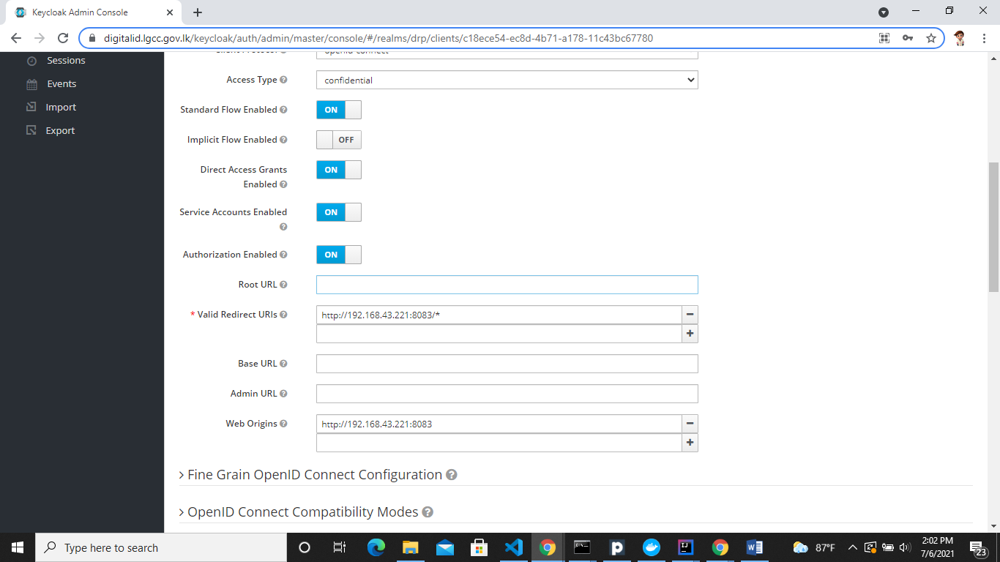 Keycloak Admin Console
digitalid.lgcc.gov.lk/keycloak/auth/admin/master/console/#/realms/drp/clients/c18ece54-ec8d-4b71-a178-11c43bc67780
Sessions
Events
Import
Export
Client Protocol
openid-connect
Access Type
confidential
Standard Flow Enabled
ON
Implicit Flow Enabled
OFF
Direct Access Grants
Enabled
ON
Service Accounts Enabled
ON
Authorization Enabled
ON
Root URL
* Valid Redirect URIs
http://192.168.43.221:8083/*
Base URL
Admin URL
Web Origins
http://192.168.43.221:8083
Fine Grain OpenID Connect Configuration
OpenID Connect Compatibility Modes
Type here to search
87°F
2:02 PM
7/6/2021
23